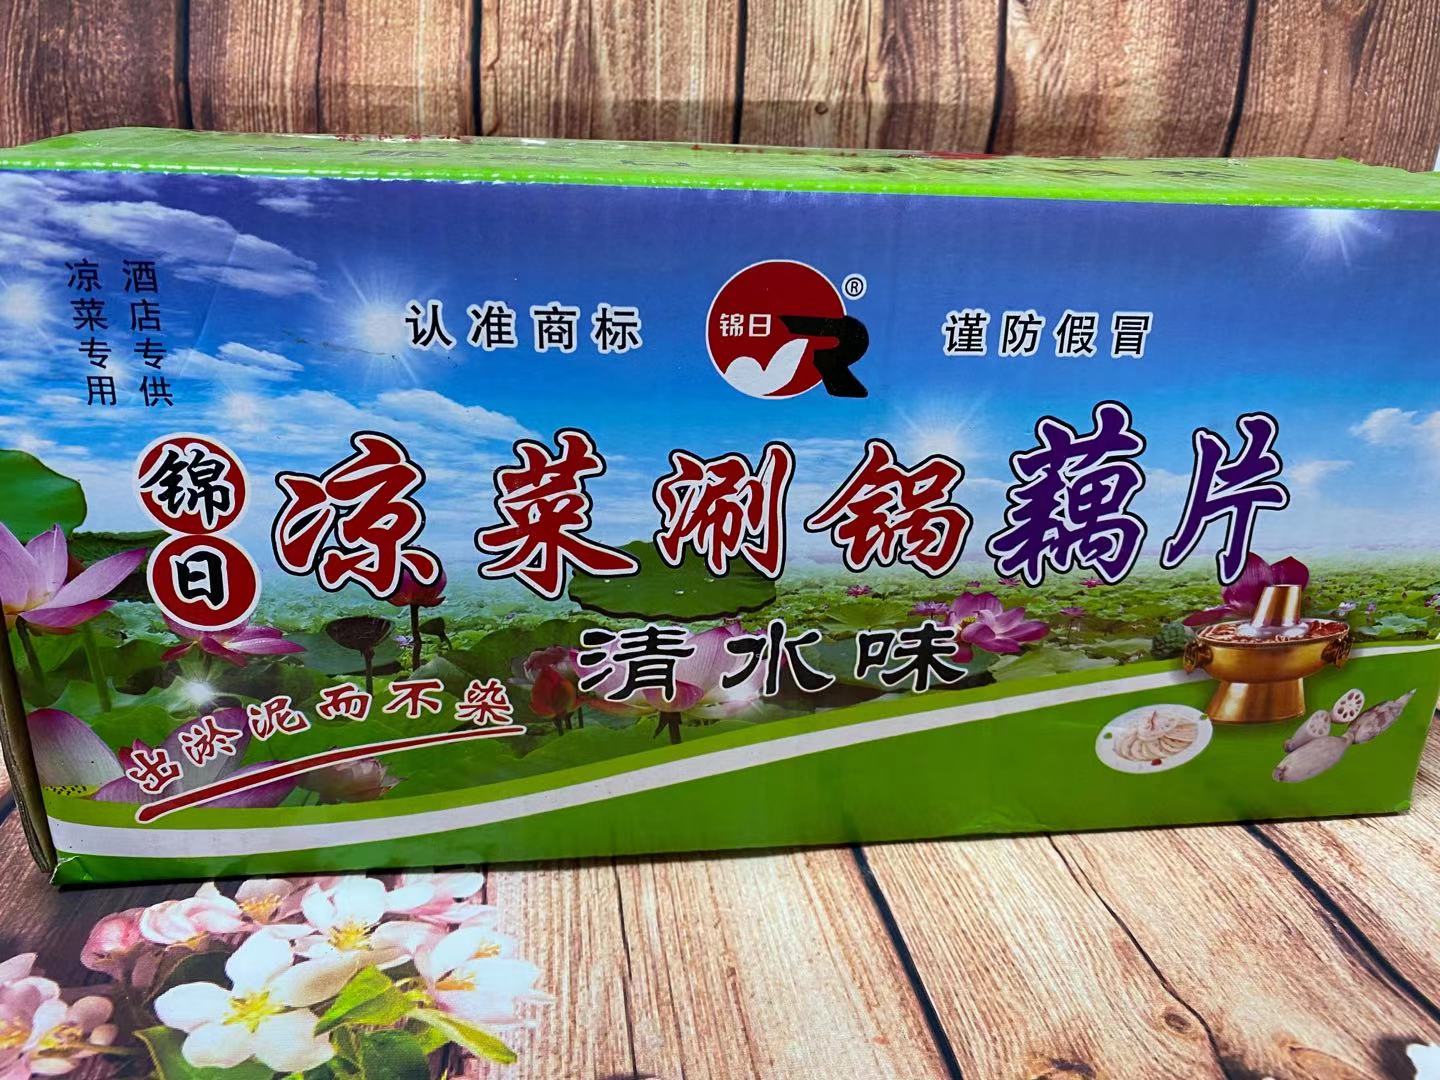 酒店专供
凉菜专用
认准商标
锦日
R
®
谨防假冒
锦日
凉菜涮锅藕片
清水味
出淤泥而不染